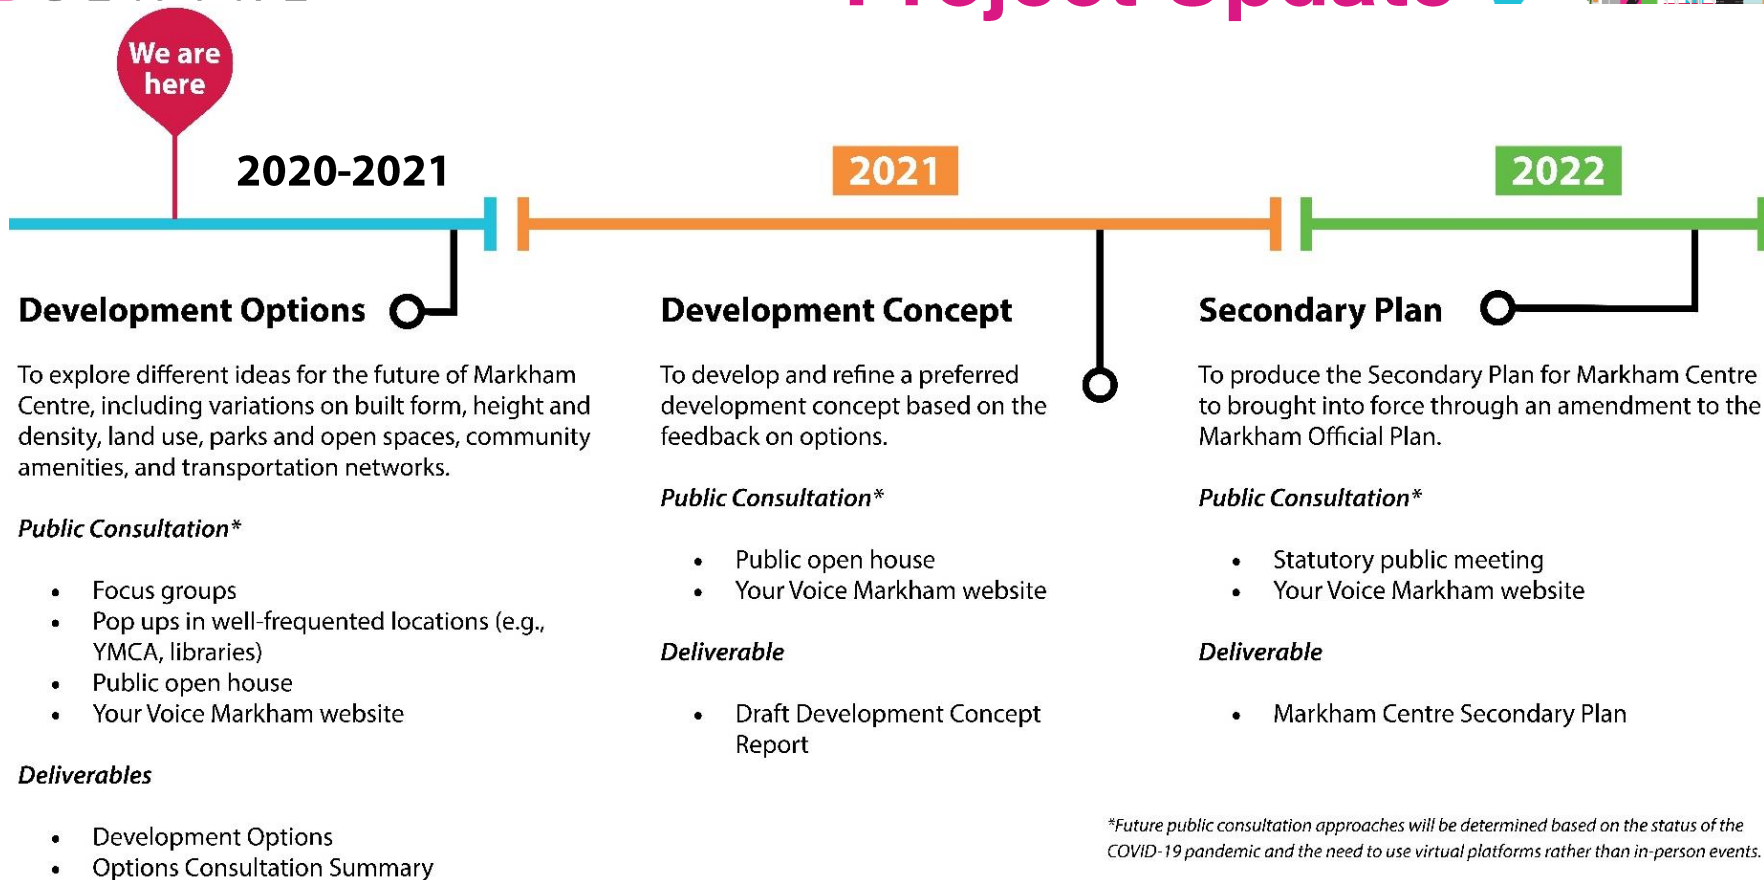 Project Update
We are
here
2020-2021
2021
2022
Development Options
To explore different ideas for the future of Markham
Centre, including variations on built form, height and
density, land use, parks and open spaces, community
amenities, and transportation networks.
Public Consultation*
• Focus groups
• Pop ups in well-frequented locations (e.g.,
YMCA, libraries)
• Public open house
• Your Voice Markham website
Deliverables
• Development Options
• Options Consultation Summary
Development Concept
To develop and refine a preferred
development concept based on the
feedback on options.
Public Consultation*
• Public open house
• Your Voice Markham website
Deliverable
• Draft Development Concept
Report
Secondary Plan
To produce the Secondary Plan for Markham Centre
to brought into force through an amendment to the
Markham Official Plan.
Public Consultation*
• Statutory public meeting
• Your Voice Markham website
Deliverable
• Markham Centre Secondary Plan
*Future public consultation approaches will be determined based on the status of the
COVID-19 pandemic and the need to use virtual platforms rather than in-person events.